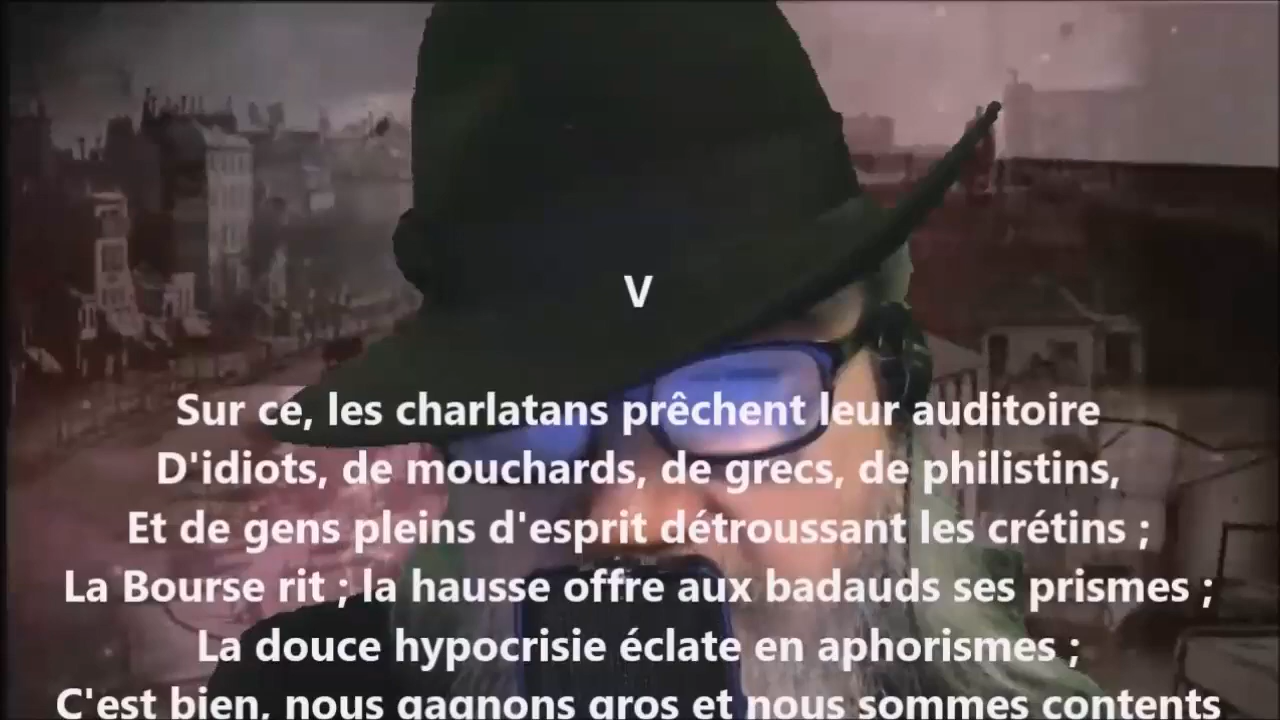 V
Sur ce, les charlatans prêchent leur auditoire
D'idiots, de mouchards, de grecs, de philistins,
Et de gens pleins d'esprit détroussant les crétins ;
La Bourse rit ; la hausse offre aux badauds ses prismes ;
La douce hypocrisie éclate en aphorismes ;
C'est bien, nous gagnons gros et nous sommes contents